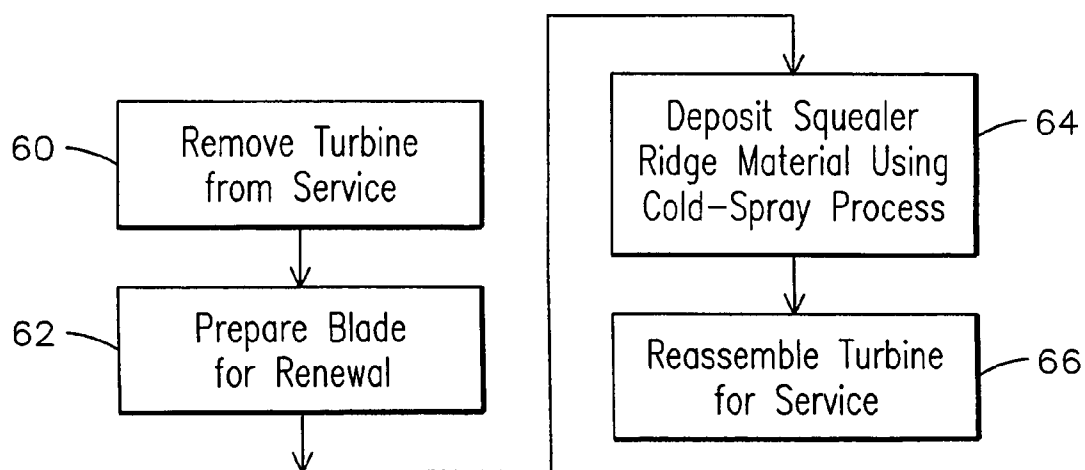 60
Remove Turbine
from Service
62
Prepare Blade
for Renewal
Deposit Squealer
Ridge Material Using
Cold-Spray Process
64
Reassemble Turbine
for Service
66